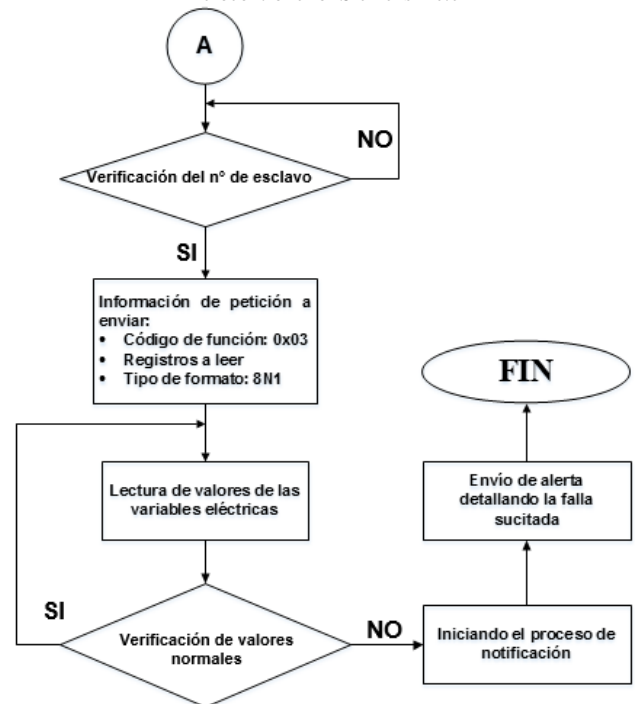 A
NO
Verificación del n° de esclavo
SI
Información de petición a
enviar:
• Código de función: 0x03
• Registros a leer
• Tipo de formato: 8N1
FIN
Lectura de valores de las
variables eléctricas
Envío de alerta
detallando la falla
sucitada
SI
Verificación de valores
normales
NO
Iniciando el proceso de
notificación